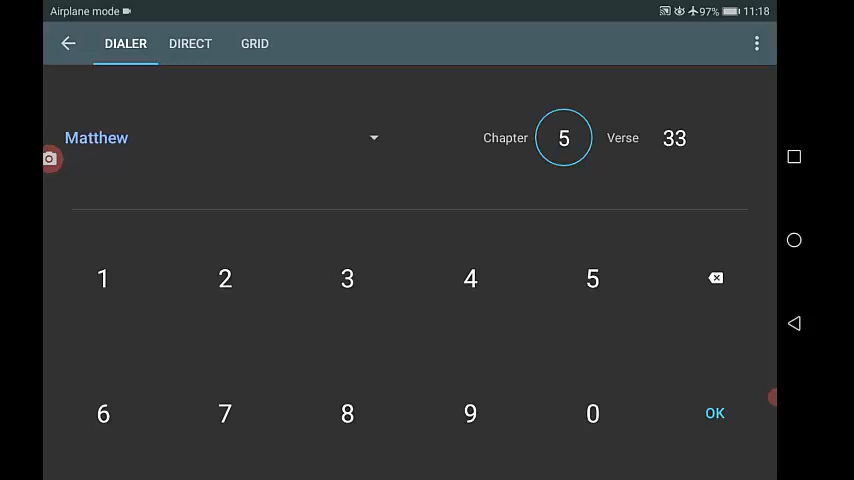 Airplane mode 97% 11:18
DIALER DIRECT GRID
Matthew Chapter 5 Verse 33
1 2 3 4 5
6 7 8 9 0 OK